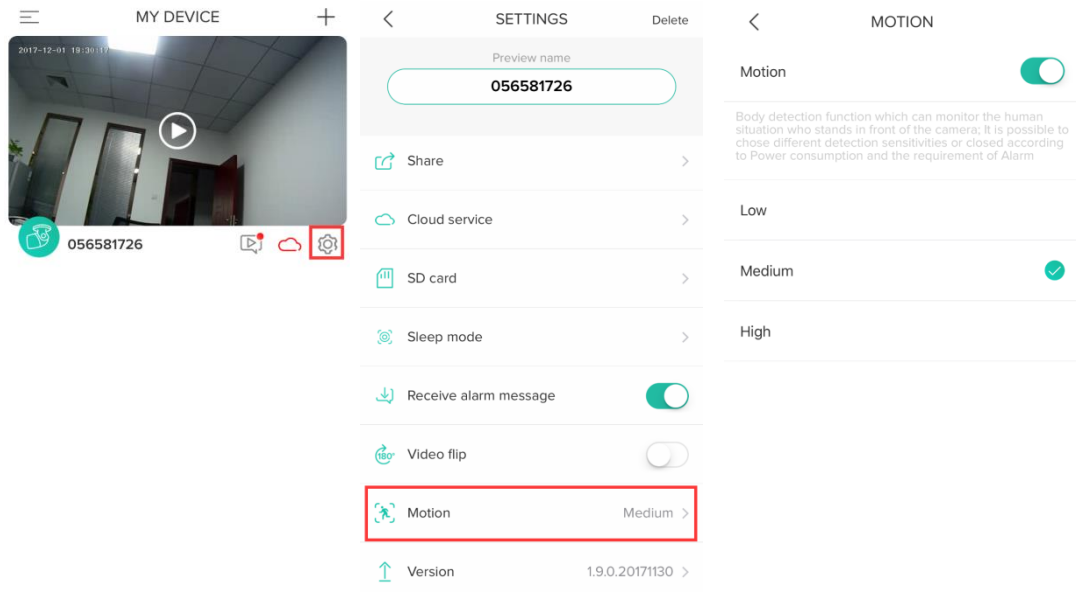 MY DEVICE
2017-12-01 19:30:17
056581726
SETTINGS
Delete
Preview name
056581726
Share
Cloud service
SD card
Sleep mode
Receive alarm message
180°
Video flip
Motion
Medium
Version
1.9.0.20171130
MOTION
Motion
Body detection function which can monitor the human
situation who stands in front of the camera; It is possible to
chose different detection sensitivities or closed according
to Power consumption and the requirement of Alarm
Low
Medium
High